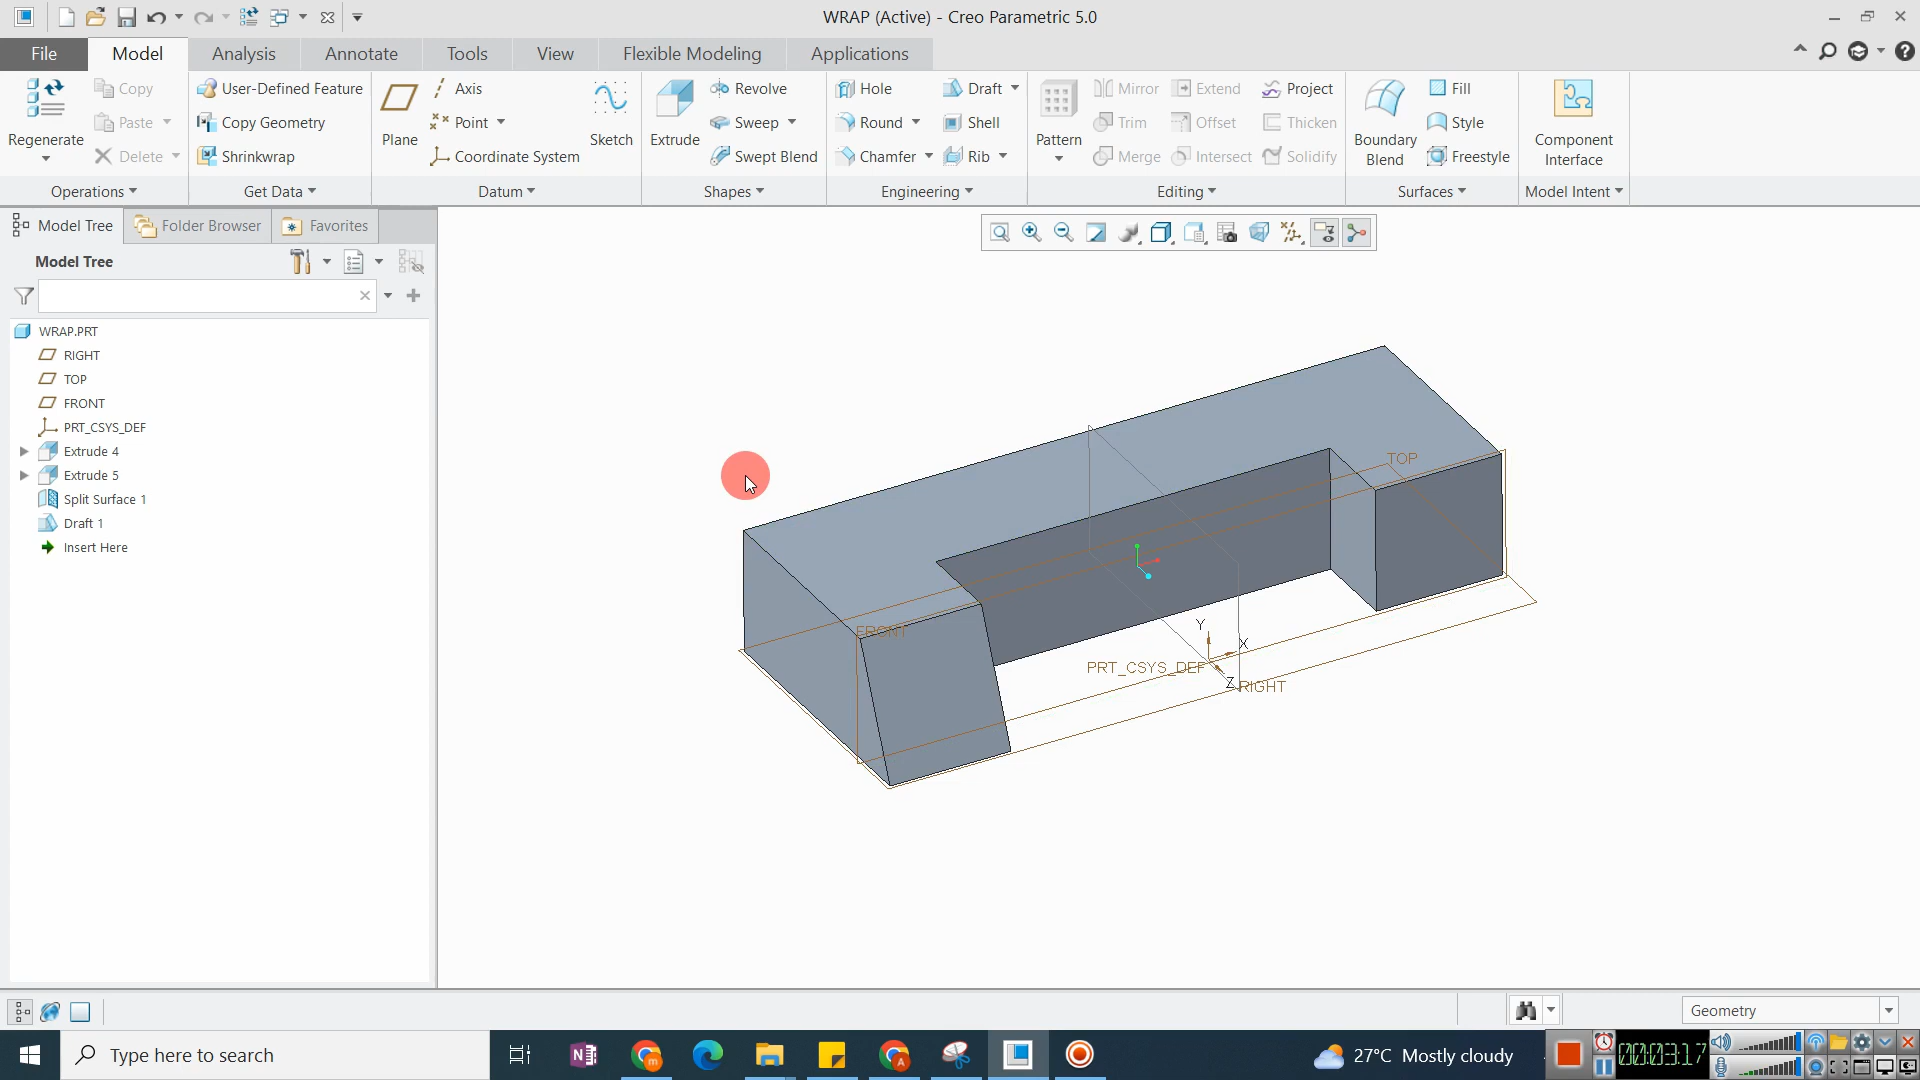 WRAP (Active) - Creo Parametric 5.0
File Model Analysis Annotate Tools View Flexible Modeling Applications
Regenerate
Copy
Paste
Delete
Operations
User-Defined Feature
Copy Geometry
Shrinkwrap
Get Data
Plane
Axis
Point
Coordinate System
Sketch
Datum
Extrude
Revolve
Sweep
Swept Blend
Shapes
Hole
Round
Chamfer
Draft
Shell
Rib
Engineering
Pattern
Mirror
Trim
Merge
Extend
Offset
Intersect
Project
Thicken
Solidify
Editing
Boundary
Blend
Fill
Style
Freestyle
Surfaces
Component
Interface
Model Intent
Model Tree Folder Browser Favorites
Model Tree
WRAP.PRT
RIGHT
TOP
FRONT
PRT_CSYS_DEF
Extrude 4
Extrude 5
Split Surface 1
Draft 1
Insert Here
TOP
FRONT
Y
X
PRT_CSYS_DEF
Z
RIGHT
Geometry
Type here to search
27°C Mostly cloudy
00:03:17